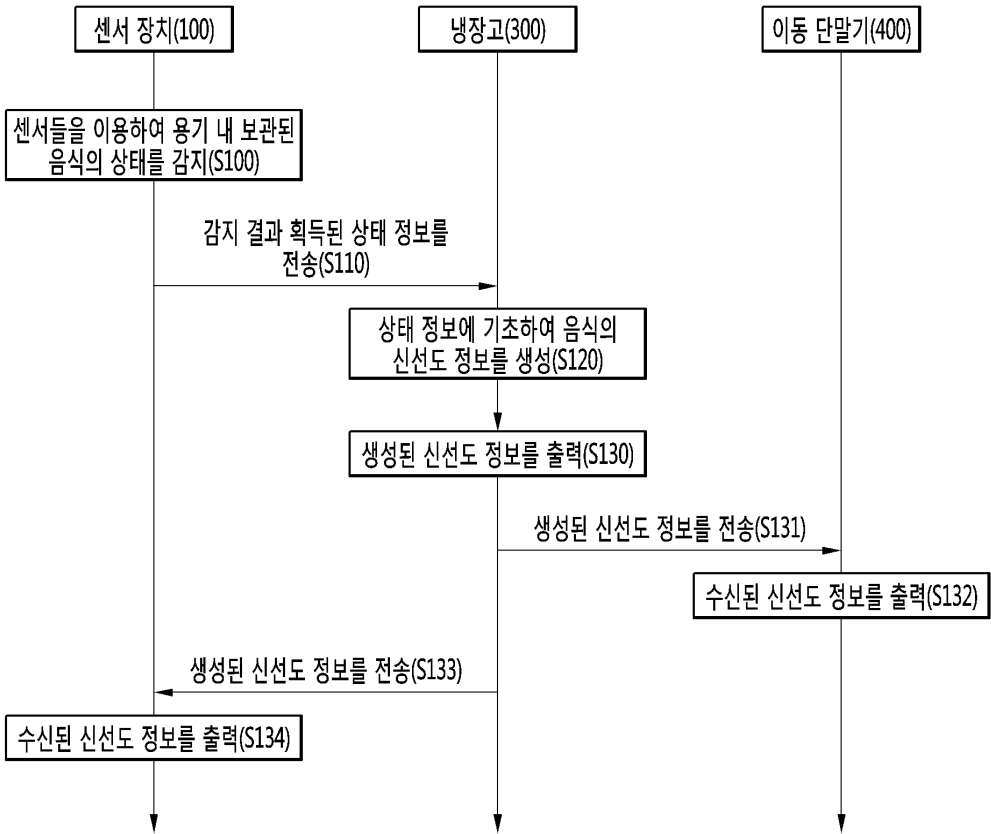 센서 장치(100)
냉장고(300)
이동 단말기(400)
센서들을 이용하여 용기 내 보관된
음식의 상태를 감지(S100)
감지 결과 획득된 상태 정보를
전송(S110)
상태 정보에 기초하여 음식의
신선도 정보를 생성(S120)
생성된 신선도 정보를 출력(S130)
생성된 신선도 정보를 전송(S131)
수신된 신선도 정보를 출력(S132)
생성된 신선도 정보를 전송(S133)
수신된 신선도 정보를 출력(S134)